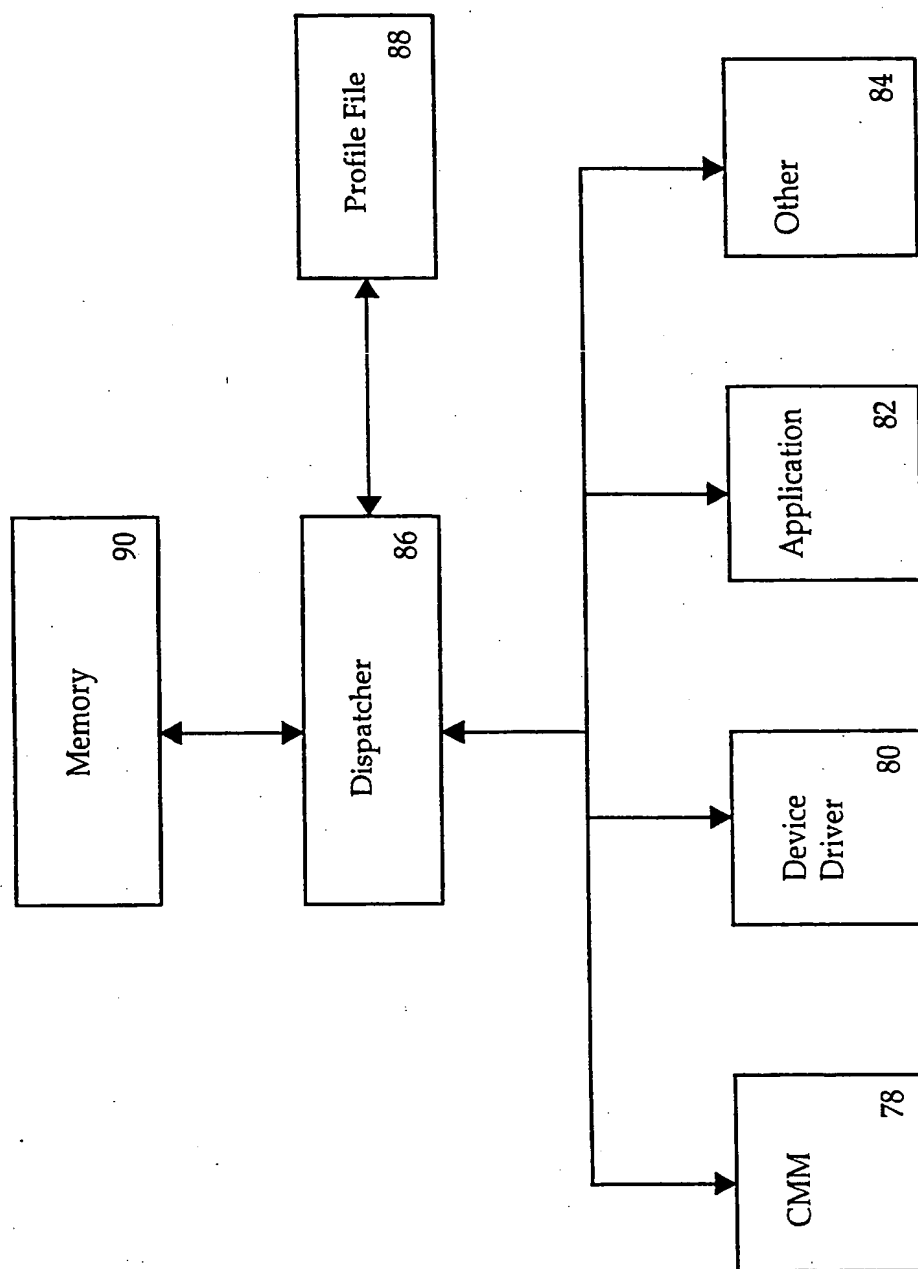 Memory
90
Dispatcher
86
Profile File
88
CMM
78
Device
Driver
80
Application
82
Other
84